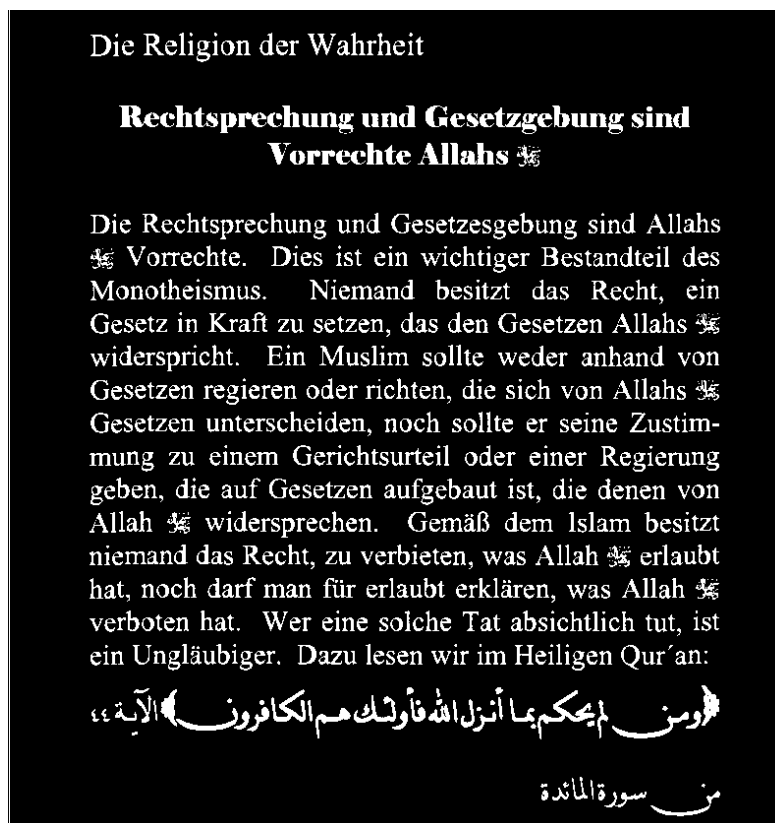 Die Religion der Wahrheit
Rechtsprechung und Gesetzgebung sind
Vorrechte Allahs ﷻ
Die Rechtsprechung und Gesetzesgebung sind Allahs
ﷻ Vorrechte. Dies ist ein wichtiger Bestandteil des
Monotheismus. Niemand besitzt das Recht, ein
Gesetz in Kraft zu setzen, das den Gesetzen Allahs ﷻ
widerspricht. Ein Muslim sollte weder anhand von
Gesetzen regieren oder richten, die sich von Allahs ﷻ
Gesetzen unterscheiden, noch sollte er seine Zustim-
mung zu einem Gerichtsurteil oder einer Regierung
geben, die auf Gesetzen aufgebaut ist, die denen von
Allah ﷻ widersprechen. Gemäß dem Islam besitzt
niemand das Recht, zu verbieten, was Allah ﷻ erlaubt
hat, noch darf man für erlaubt erklären, was Allah ﷻ
verboten hat. Wer eine solche Tat absichtlich tut, ist
ein Ungläubiger. Dazu lesen wir im Heiligen Qur´an:
﴿ومن لم يحكم بما أنزل الله فأولئك هم الكافرون﴾ الآية ٤٤
من سورة المائدة